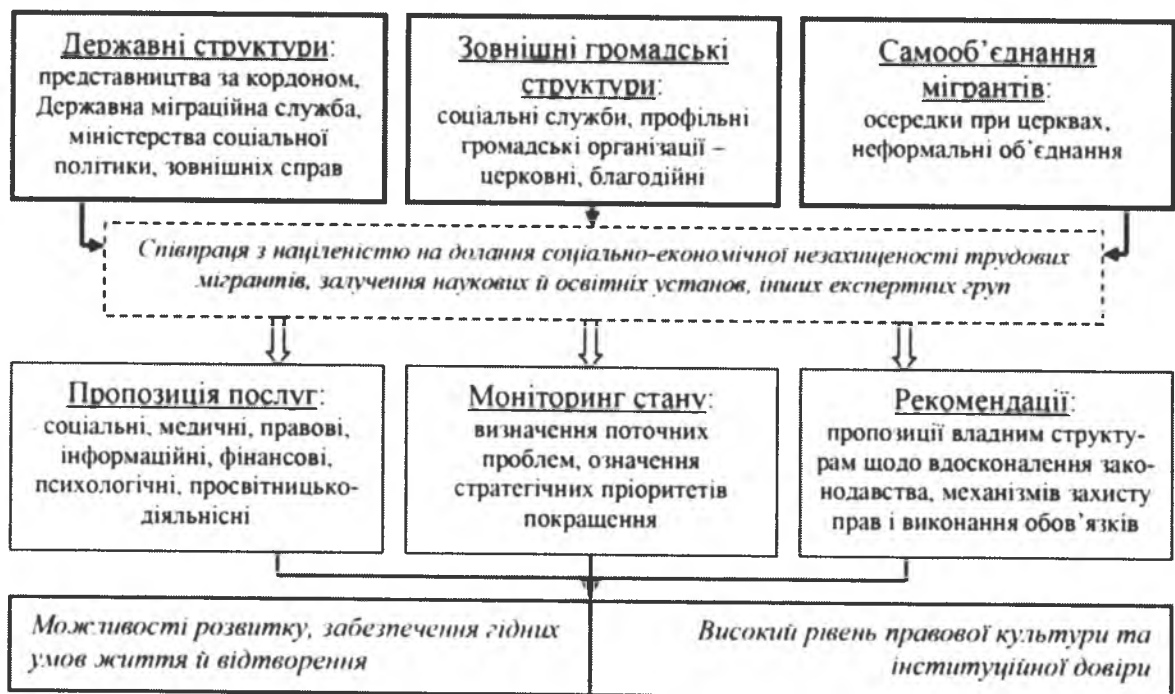 Державні структури:
представництва за кордоном,
Державна міграційна служба,
міністерства соціальної
політики, зовнішніх справ
Зовнішні громадські
структури:
соціальні служби, профільні
громадські організації –
церковні, благодійні
Самооб’єднання
мігрантів:
осередки при церквах,
неформальні об’єднання
Співпраця з націленістю на долання соціально-економічної незахищеності трудових
мігрантів, залучення наукових й освітніх установ, інших експертних груп
Пропозиція послуг:
соціальні, медичні, правові,
інформаційні, фінансові,
психологічні, просвітницько-
діяльнісні
Моніторинг стану:
визначення поточних
проблем, означення
стратегічних пріоритетів
покращення
Рекомендації:
пропозиції владним структу-
рам щодо вдосконалення зако-
нодавства, механізмів захисту
прав і виконання обов’язків
Можливості розвитку, забезпечення гідних
умов життя й відтворення
Високий рівень правової культури та
інституційної довіри